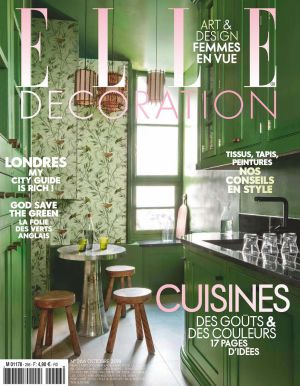 ELLE
DECORATION
ART &
DESIGN
FEMMES
EN VUE
LONDRES
MY
CITY GUIDE
IS RICH !
GOD SAVE
THE GREEN
LA FOLIE
DES VERTS
ANGLAIS
TISSUS, TAPIS,
PEINTURES
NOS
CONSEILS
EN STYLE
CUISINES
DES GOÛTS &
DES COULEURS
17 PAGES
D'IDÉES
OCTOBRE